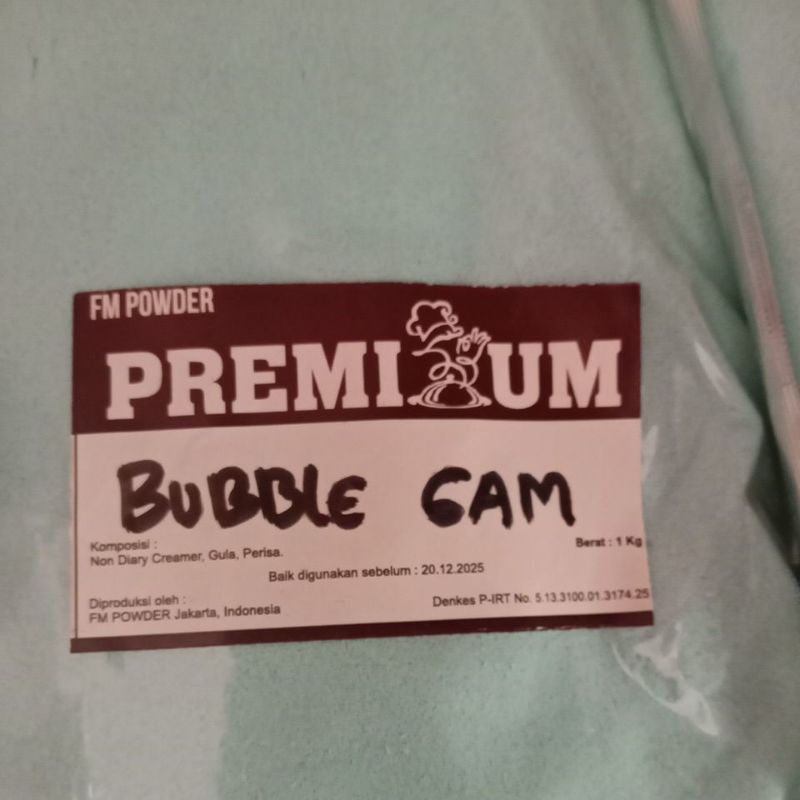 FM POWDER
PREMIUM
BUBBLE GAM
Komposisi :
Non Diary Creamer, Gula, Perisa.
Berat : 1 Kg
Baik digunakan sebelum : 20.12.2025
Diproduksi oleh :
FM POWDER Jakarta, Indonesia
Denkes P-IRT No. 5.13.3100.01.3174.25